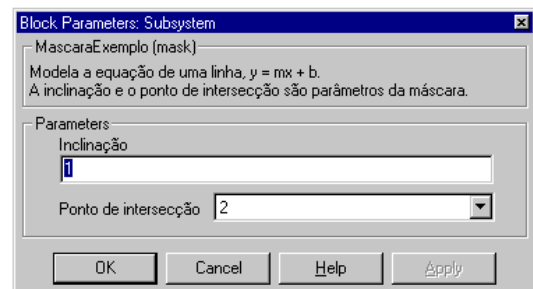 Block Parameters: Subsystem
MascaraExemplo (mask)
Modela a equação de uma linha, y = mx + b.
A inclinação e o ponto de intersecção são parâmetros da máscara.
Parameters
Inclinação
1
Ponto de intersecção 2
OK Cancel Help Apply